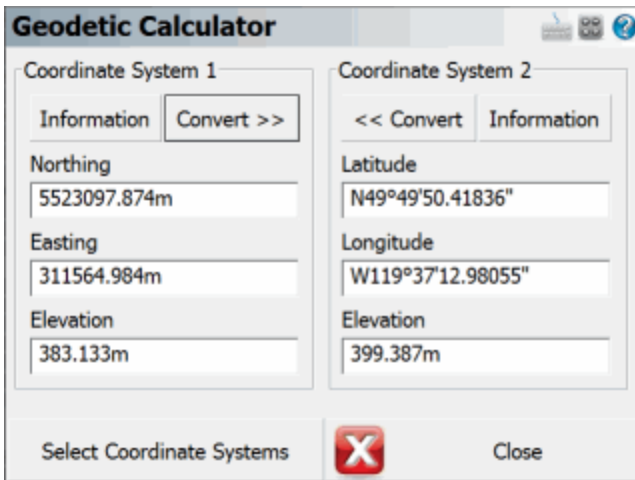 Geodetic Calculator
Coordinate System 1
Information
Convert >>
Northing
5523097.874m
Easting
311564.984m
Elevation
383.133m
Coordinate System 2
<< Convert
Information
Latitude
N49°49'50.41836"
Longitude
W119°37'12.98055"
Elevation
399.387m
Select Coordinate Systems
Close